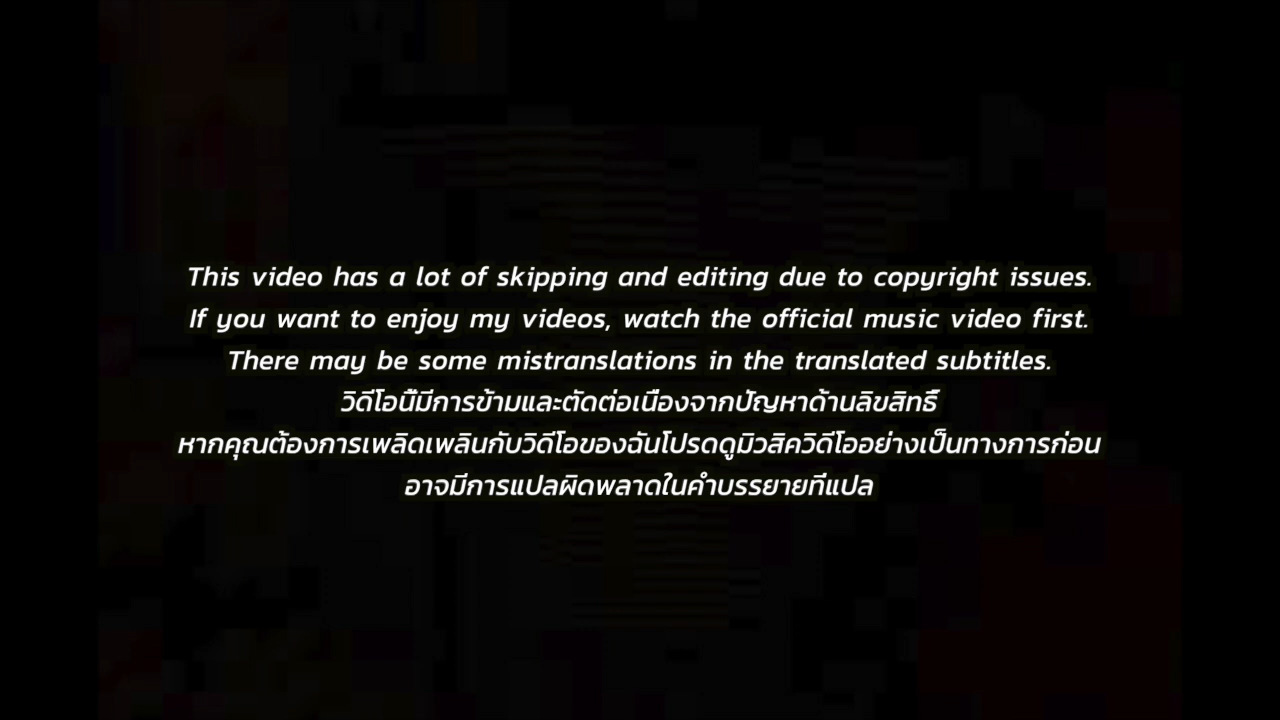 This video has a lot of skipping and editing due to copyright issues.
If you want to enjoy my videos, watch the official music video first.
There may be some mistranslations in the translated subtitles.
วิดีโอนี้มีการข้ามและตัดต่อเนื่องจากปัญหาด้านลิขสิทธิ์
หากคุณต้องการเพลิดเพลินกับวิดีโอของฉันโปรดดูมิวสิควิดีโออย่างเป็นทางการก่อน
อาจมีการแปลผิดพลาดในคำบรรยายที่แปล